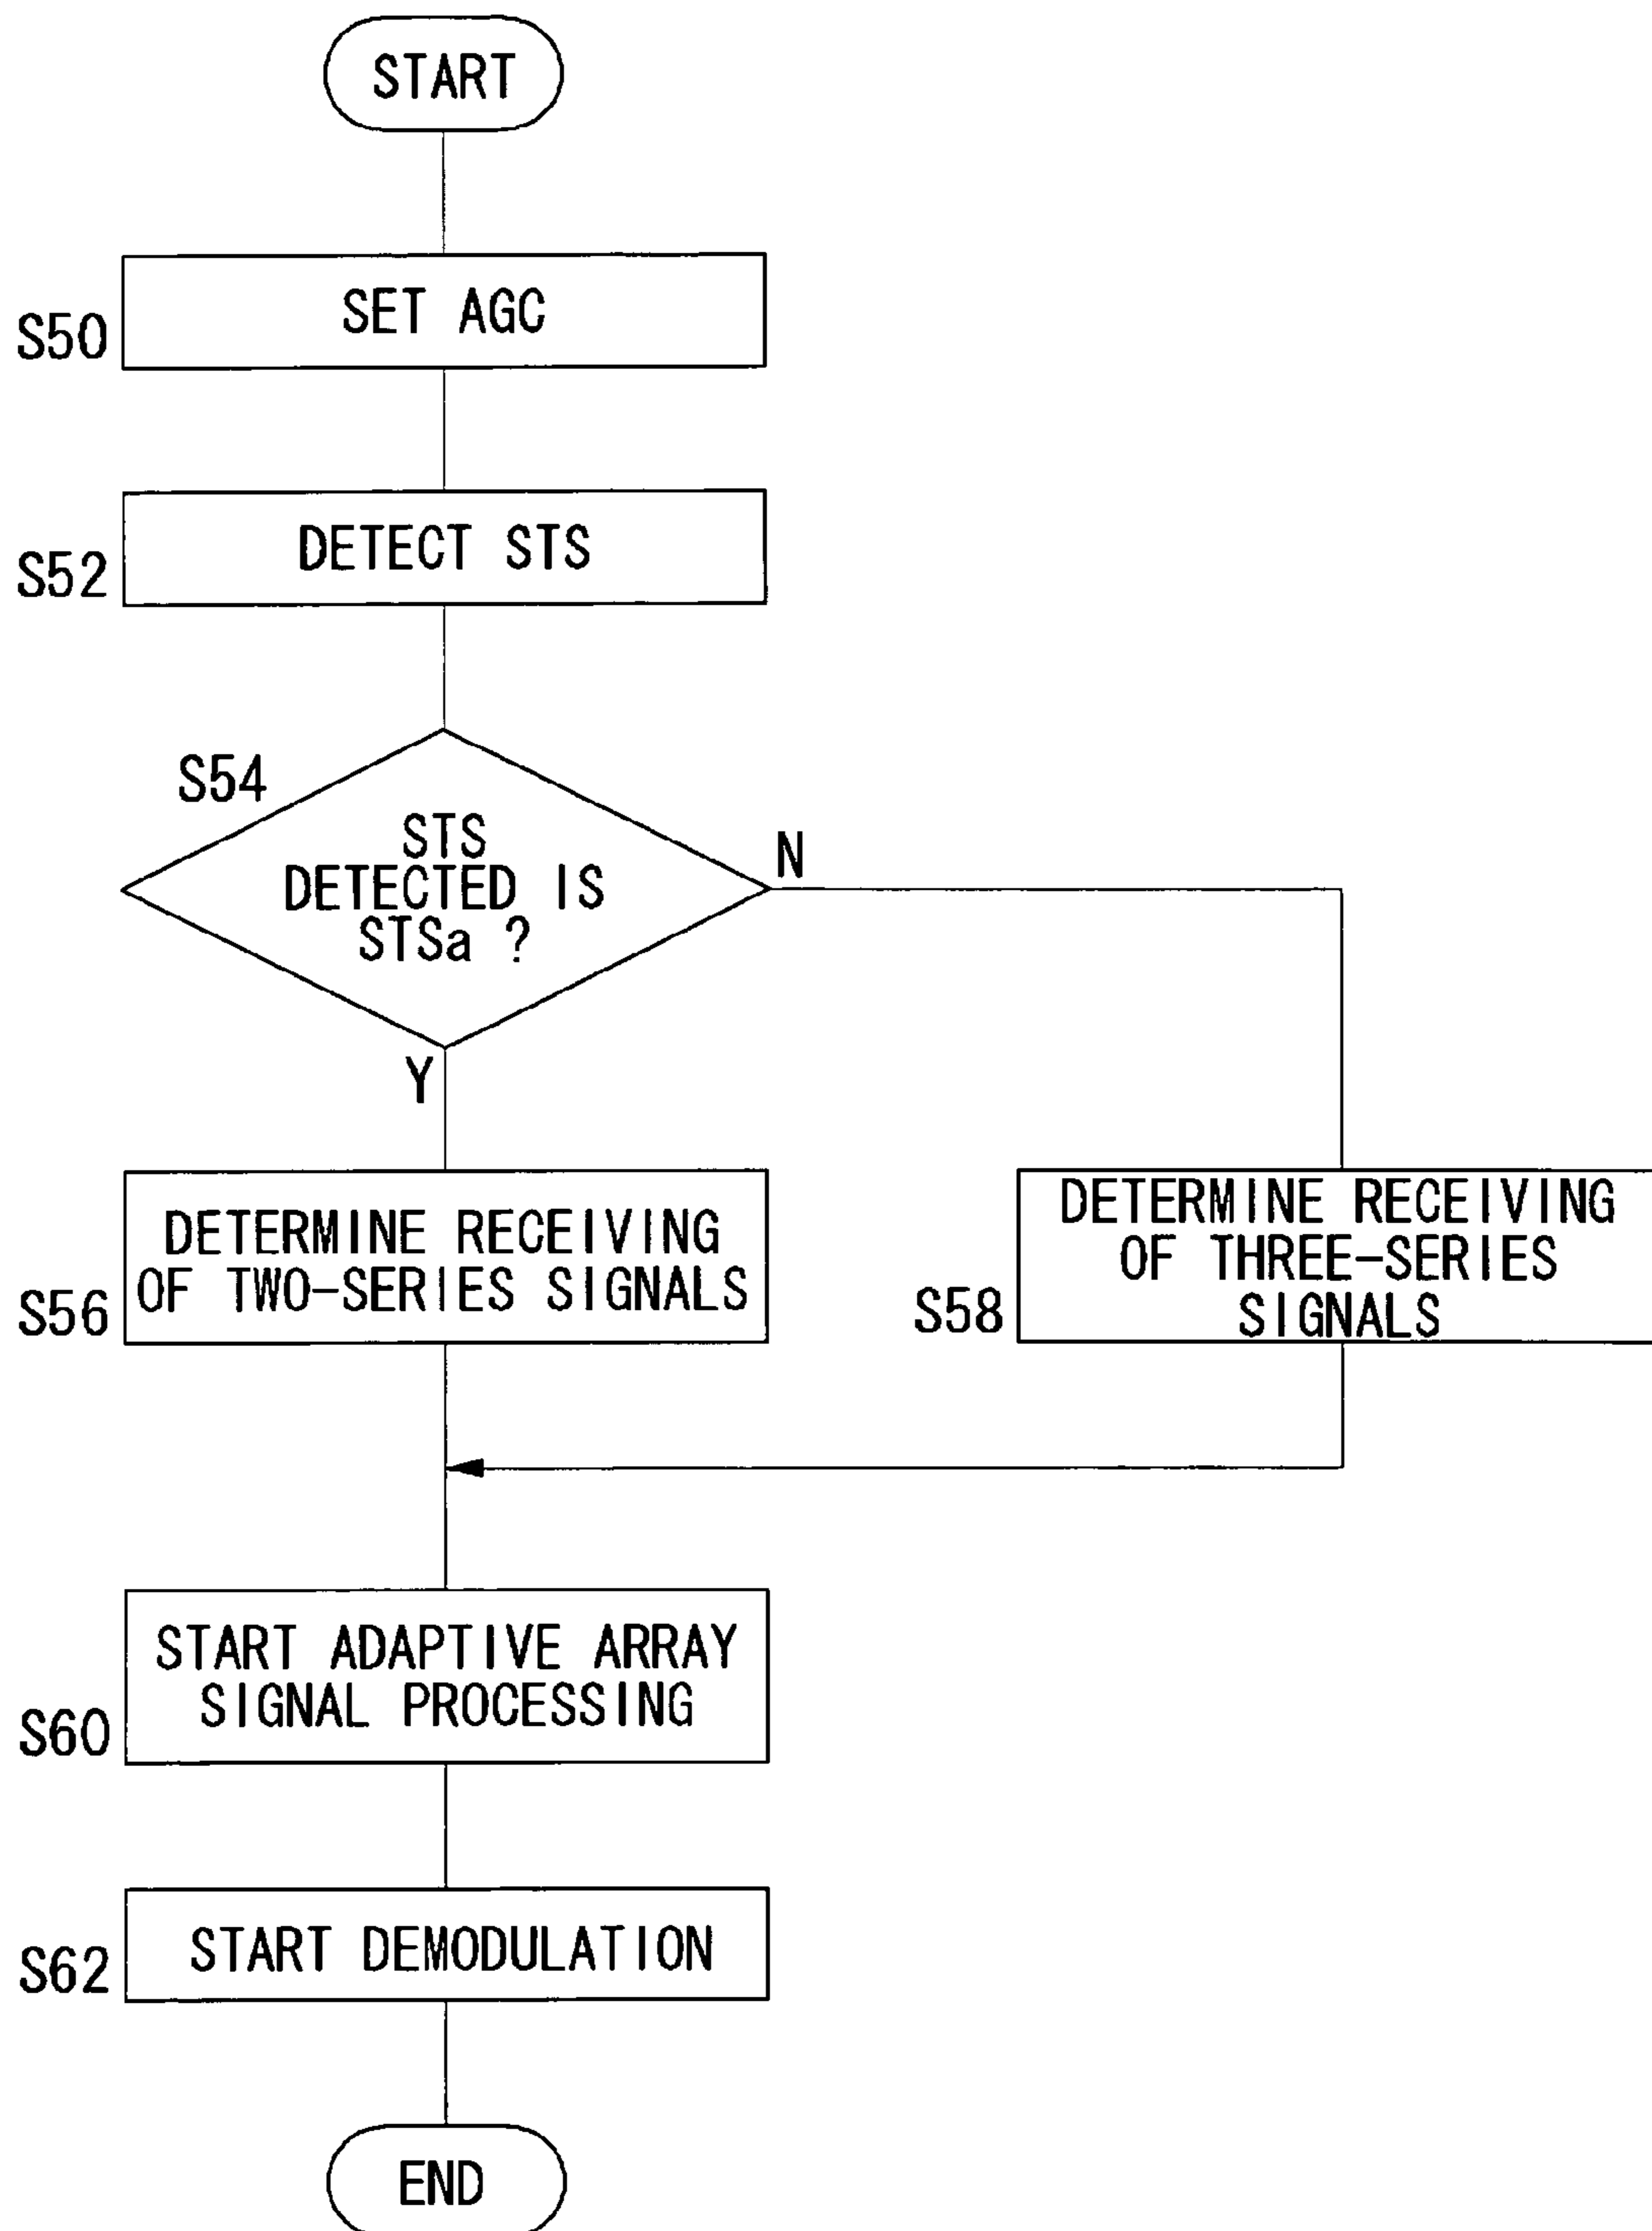 START
SET AGC
S50
DETECT STS
S52
S54
STS
DETECTED IS
STSa ?
N
Y
DETERMINE RECEIVING
OF TWO-SERIES SIGNALS
S56
DETERMINE RECEIVING
OF THREE-SERIES
SIGNALS
S58
START ADAPTIVE ARRAY
SIGNAL PROCESSING
S60
START DEMODULATION
S62
END